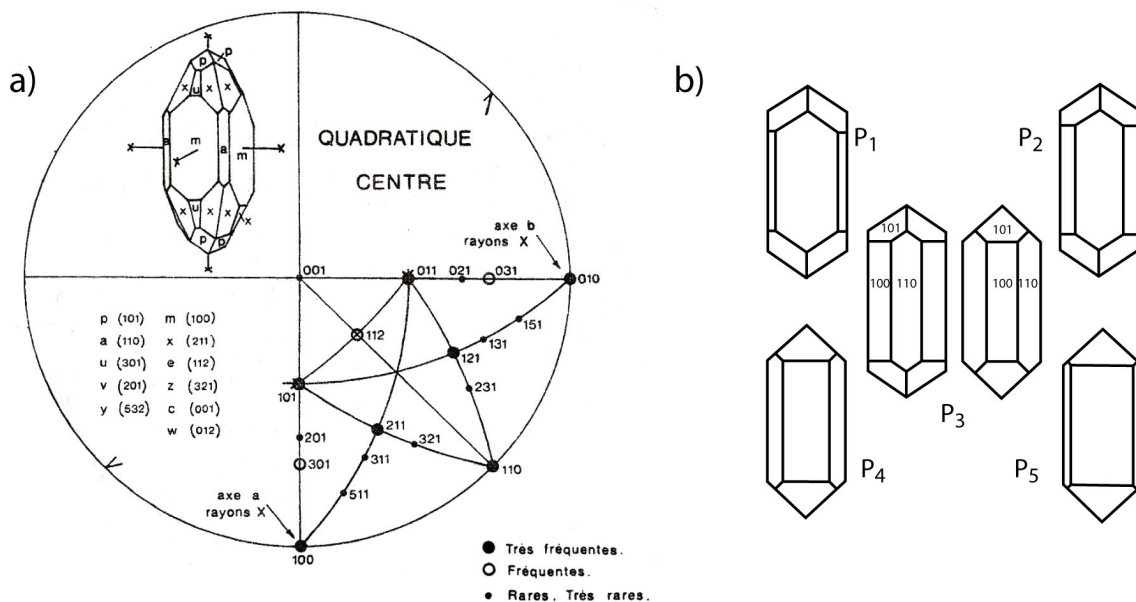 a)
p
p
x
u
x
x
a
m
a
m
x
x
x
x
u
x
x
x
x
p
p
x
QUADRATIQUE
CENTRE
axe b
rayons X
001
011
021
031
010
112
151
131
121
101
231
211
201
321
301
311
110
511
axe a
rayons X
100
p (101) m (100)
a (110) x (211)
u (301) e (112)
v (201) z (321)
y (532) c (001)
w (012)
Très fréquentes.
Fréquentes.
Rares, Très rares.
b)
P1
P2
101
100
110
101
100
110
P3
P4
P5